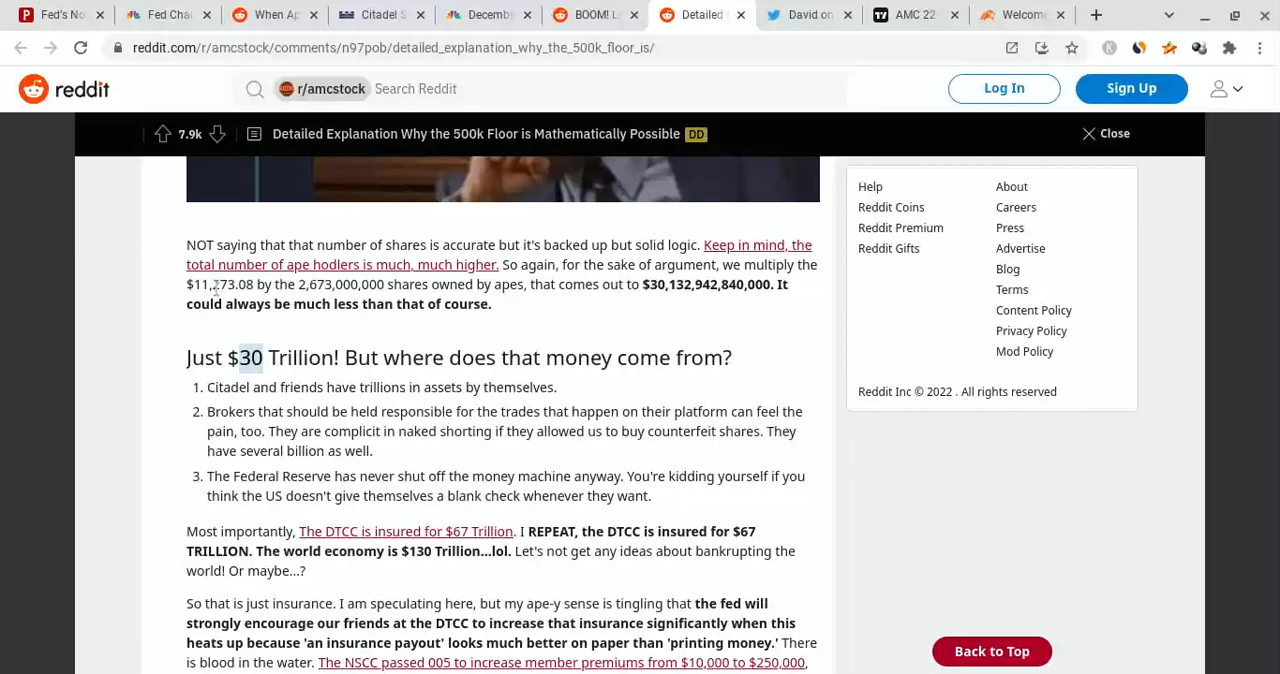 Fed's No
Fed Cha
When Ap
Citadel S
Decemb
BOOM! L
Detailed
David on
AMC 22
Welcom
reddit.com/r/amcstock/comments/n97pob/detailed_explanation_why_the_500k_floor_is/
reddit
r/amcstock
Search Reddit
Log In
Sign Up
7.9k
Detailed Explanation Why the 500k Floor is Mathematically Possible DD
Close
NOT saying that that number of shares is accurate but it's backed up but solid logic. Keep in mind, the
total number of ape hodlers is much, much higher. So again, for the sake of argument, we multiply the
$11,273.08 by the 2,673,000,000 shares owned by apes, that comes out to $30,132,942,840,000. It
could always be much less than that of course.
Just $30 Trillion! But where does that money come from?
1. Citadel and friends have trillions in assets by themselves.
2. Brokers that should be held responsible for the trades that happen on their platform can feel the
pain, too. They are complicit in naked shorting if they allowed us to buy counterfeit shares. They
have several billion as well.
3. The Federal Reserve has never shut off the money machine anyway. You're kidding yourself if you
think the US doesn't give themselves a blank check whenever they want.
Most importantly, The DTCC is insured for $67 Trillion. I REPEAT, the DTCC is insured for $67
TRILLION. The world economy is $130 Trillion...lol. Let's not get any ideas about bankrupting the
world! Or maybe...?
So that is just insurance. I am speculating here, but my ape-y sense is tingling that the fed will
strongly encourage our friends at the DTCC to increase that insurance significantly when this
heats up because 'an insurance payout' looks much better on paper than 'printing money.' There
is blood in the water. The NSCC passed 005 to increase member premiums from $10,000 to $250,000,
Help
About
Reddit Coins
Careers
Reddit Premium
Press
Reddit Gifts
Advertise
Blog
Terms
Content Policy
Privacy Policy
Mod Policy
Reddit Inc © 2022 . All rights reserved
Back to Top